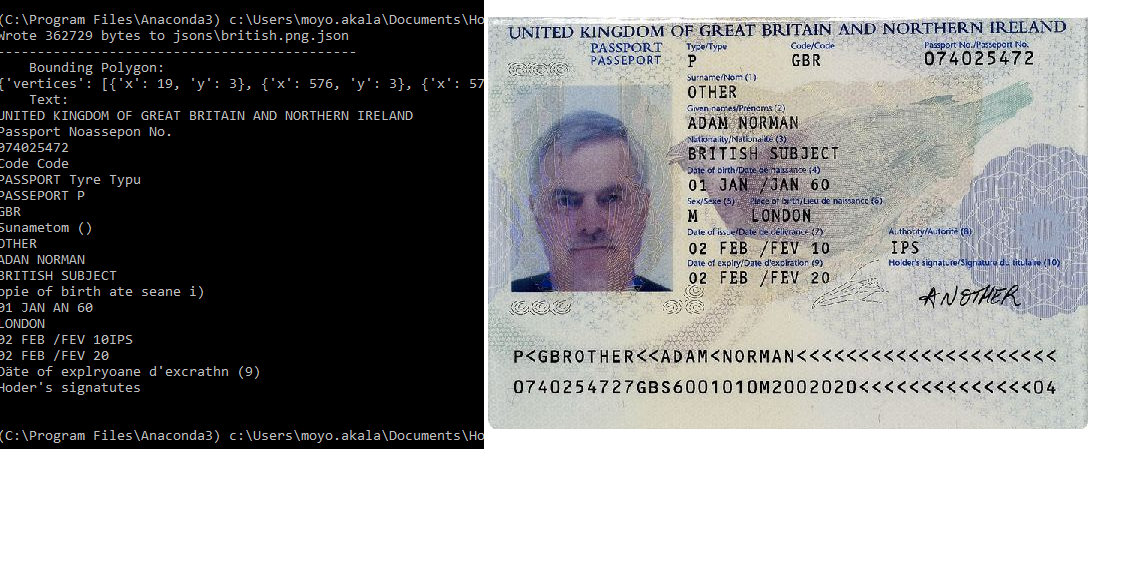 (C:\Program Files\Anaconda3) c:\Users\moyo.akala\Documents\Ho
Wrote 362729 bytes to jsons\british.png.json
---------------------------------------------
Bounding Polygon:
{'vertices': [{'x': 19, 'y': 3}, {'x': 576, 'y': 3}, {'x': 57
Text:
UNITED KINGDOM OF GREAT BRITAIN AND NORTHERN IRELAND
Passport Noassepon No.
074025472
Code Code
PASSPORT Tyre Typu
PASSEPORT P
GBR
Sunametom ()
OTHER
ADAN NORMAN
BRITISH SUBJECT
opie of birth ate seane i)
01 JAN AN 60
LONDON
02 FEB /FEV 10IPS
02 FEB /FEV 20
Däte of explryoane d'excrathn (9)
Hoder's signatutes
(C:\Program Files\Anaconda3) c:\Users\moyo.akala\Documents\Ho
UNITED KINGDOM OF GREAT BRITAIN AND NORTHERN IRELAND
PASSPORT Type/Type Code/Code Passport No./Passeport No.
PASSEPORT P GBR 074025472
Surname/Nom (1)
OTHER
Given names/Prénoms (2)
ADAM NORMAN
Nationality/Nationalité (3)
BRITISH SUBJECT
Date of birth/Date de naissance (4)
01 JAN /JAN 60
Sex/Sexe (5) Place of birth/Lieu de naissance (6)
M LONDON
Date of issue/Date de délivrance (7) Authority/Autorité (8)
02 FEB /FEV 10 IPS
Date of expiry/Date d'expiration (9) Holder's signature/Signature du titulaire (10)
02 FEB /FEV 20
ANOTHER
P<GBROTHER<<ADAM<NORMAN<<<<<<<<<<<<<<<<<<<<<
0740254727GBS6001010M2002020<<<<<<<<<<<<<<04